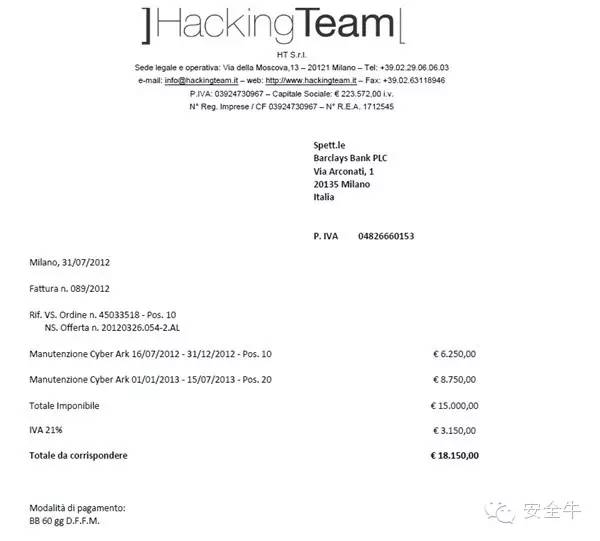 ]HackingTeam[
HT S.r.l.
Sede legale e operativa: Via della Moscova,13 – 20121 Milano – Tel: +39.02.29.06.06.03
e-mail: info@hackingteam.it – web: http://www.hackingteam.it – Fax: +39.02.63118946
P.IVA: 03924730967 – Capitale Sociale: € 223.572,00 i.v.
N° Reg. Imprese / CF 03924730967 – N° R.E.A. 1712545
Spett.le
Barclays Bank PLC
Via Arconati, 1
20135 Milano
Italia
P. IVA 04826660153
Milano, 31/07/2012
Fattura n. 089/2012
Rif. VS. Ordine n. 45033518 - Pos. 10
NS. Offerta n. 20120326.054-2.AL
Manutenzione Cyber Ark 16/07/2012 - 31/12/2012 - Pos. 10 € 6.250,00
Manutenzione Cyber Ark 01/01/2013 - 15/07/2013 - Pos. 20 € 8.750,00
Totale Imponibile € 15.000,00
IVA 21% € 3.150,00
Totale da corrispondere € 18.150,00
Modalità di pagamento:
BB 60 gg D.F.F.M.
安全牛